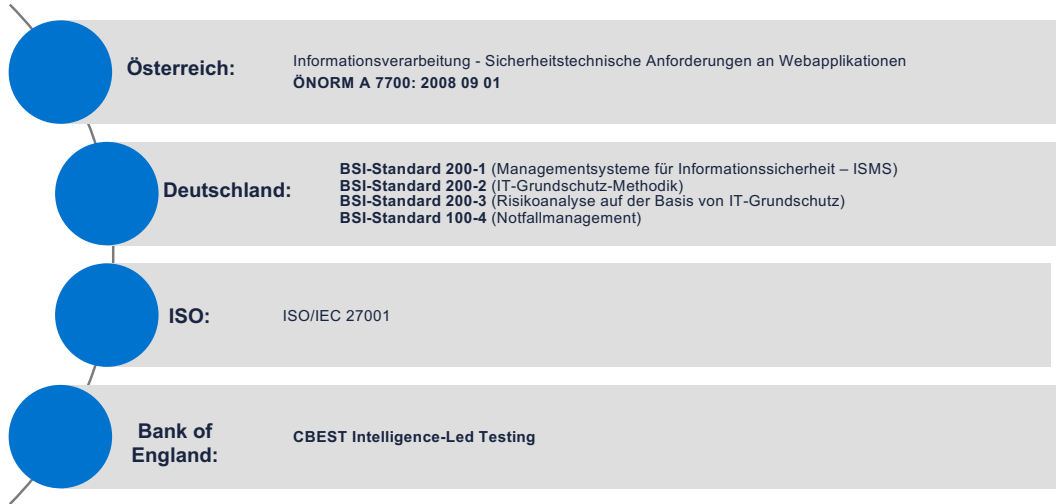 Österreich:
Informationsverarbeitung - Sicherheitstechnische Anforderungen an Webapplikationen
ÖNORM A 7700: 2008 09 01
Deutschland:
BSI-Standard 200-1 (Managementsysteme für Informationssicherheit – ISMS)
BSI-Standard 200-2 (IT-Grundschutz-Methodik)
BSI-Standard 200-3 (Risikoanalyse auf der Basis von IT-Grundschutz)
BSI-Standard 100-4 (Notfallmanagement)
ISO:
ISO/IEC 27001
Bank of
England:
CBEST Intelligence-Led Testing